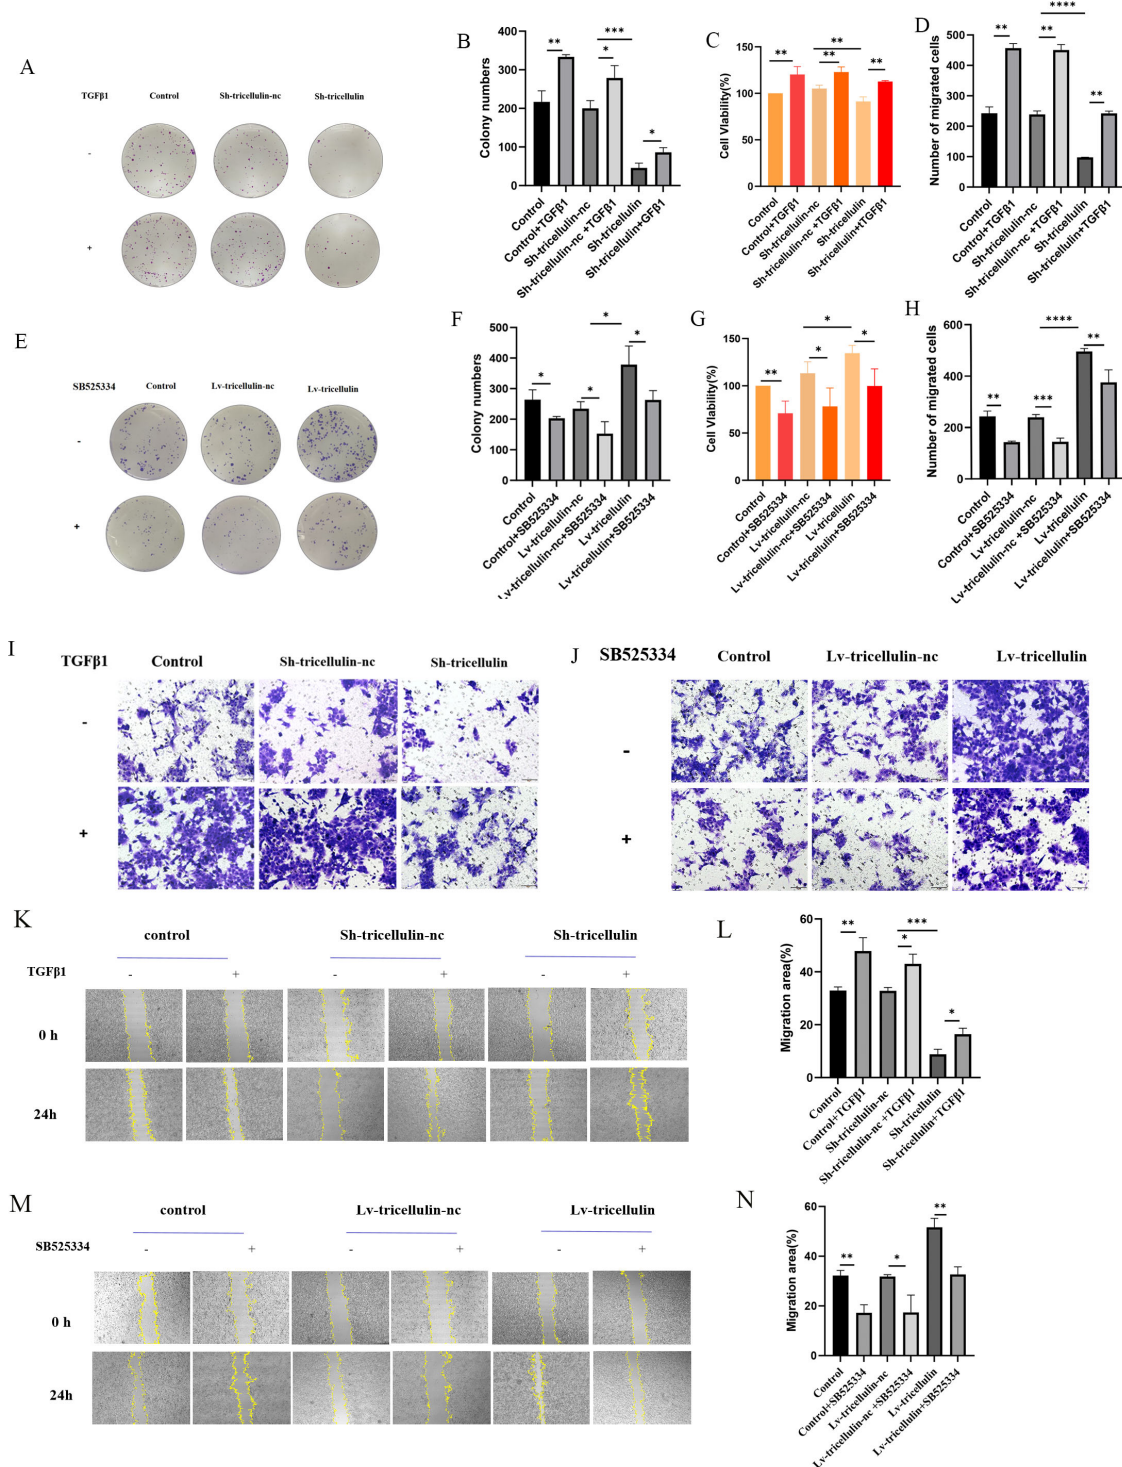 A
TGFβ1
Control
Sh-tricellulin-nc
Sh-tricellulin
-
+
B
Colony numbers
400
300
200
100
0
**
***
*
*
Control
Control+TGFβ1
Sh-tricellulin-nc
Sh-tricellulin-nc +TGFβ1
Sh-tricellulin
Sh-tricellulin+GFβ1
C
Cell Vlability(%)
150
100
50
0
**
**
**
**
Control
Control+TGFβ1
Sh-tricellulin-nc
Sh-tricellulin-nc +TGFβ1
Sh-tricellulin
Sh-tricellulin+tTGFβ1
D
Number of migrated cells
500
400
300
200
100
0
**
****
**
**
Control
Control+TGFβ1
Sh-tricellulin-nc
Sh-tricellulin-nc +TGFβ1
Sh-tricellulin
Sh-tricellulin+TGFβ1
E
SB525334
Control
Lv-tricellulin-nc
Lv-tricellulin
-
+
F
Colony numbers
500
400
300
200
100
0
*
*
*
*
Control
Control+SB525334
Lv-tricellulin-nc
Lv-tricellulin-nc+SB525334
Lv-tricellulin
Lv-tricellulin+SB525334
G
Cell Vlability(%)
150
100
50
0
**
*
*
*
Control
Control+SB525334
Lv-tricellulin-nc
Lv-tricellulin-nc+SB525334
Lv-tricellulin
Lv-tricellulin+SB525334
H
Number of migrated cells
600
400
200
0
**
****
***
**
Control
Control+SB525334
Lv-tricellulin-nc
Lv-tricellulin-nc +SB525334
Lv-tricellulin
Lv-tricellulin+SB525334
I
TGFβ1
Control
Sh-tricellulin-nc
Sh-tricellulin
-
+
J
SB525334
Control
Lv-tricellulin-nc
Lv-tricellulin
-
+
K
control
Sh-tricellulin-nc
Sh-tricellulin
TGFβ1
- + - + - +
0 h
24h
L
Migration area(%)
60
40
20
0
**
***
*
*
Control
Control+TGFβ1
Sh-tricellulin-nc
Sh-tricellulin-nc +TGFβ1
Sh-tricellulin
Sh-tricellulin+TGFβ1
M
control
Lv-tricellulin-nc
Lv-tricellulin
SB525334
- + - + - +
0 h
24h
N
Migration area(%)
60
40
20
0
**
*
**
Control
Control+SB525334
Lv-tricellulin-nc
Lv-tricellulin-nc +SB525334
Lv-tricellulin
Lv-tricellulin+SB525334